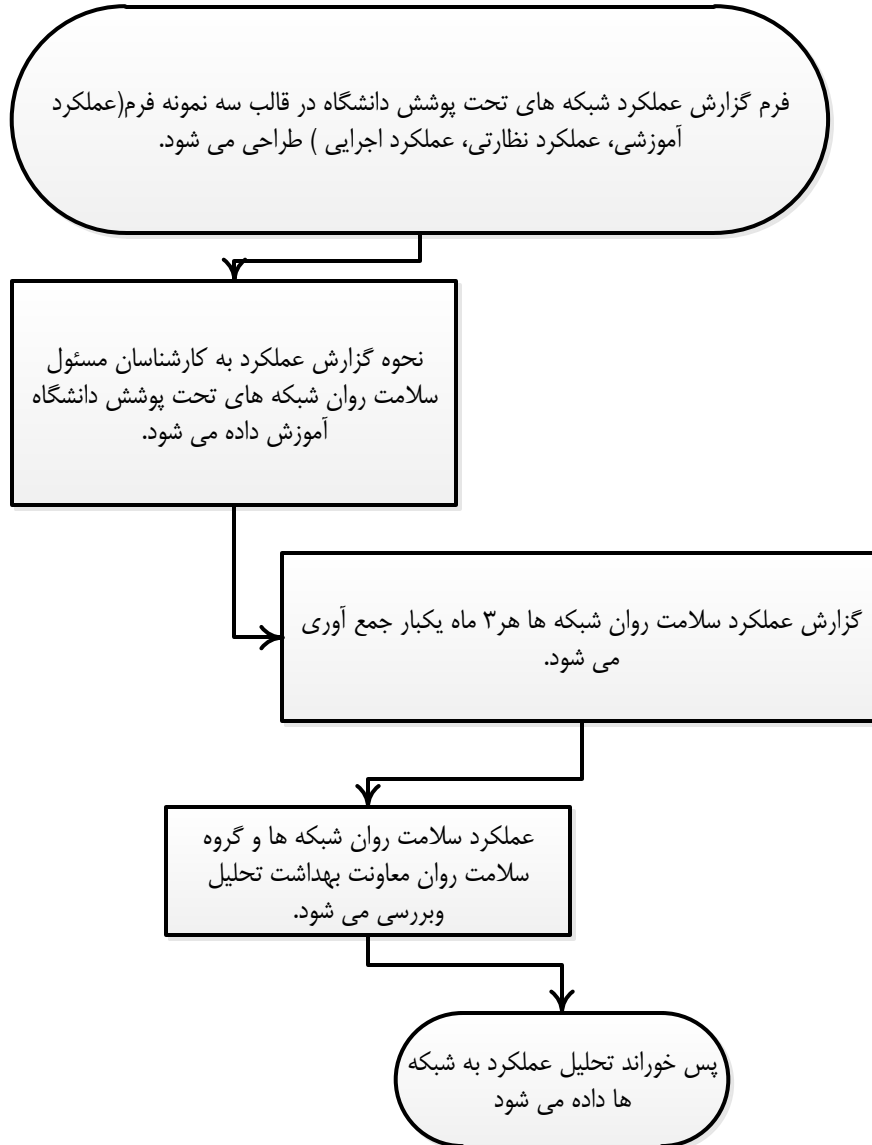 فرم گزارش عملکرد شبکه های تحت پوشش دانشگاه در قالب سه نمونه فرم(عملکرد
آموزشی، عملکرد نظارتی، عملکرد اجرایی ) طراحی می شود.
نحوه گزارش عملکرد به کارشناسان مسئول
سلامت روان شبکه های تحت پوشش دانشگاه
آموزش داده می شود.
گزارش عملکرد سلامت روان شبکه ها هر۳ ماه یکبار جمع آوری
می شود.
عملکرد سلامت روان شبکه ها و گروه
سلامت روان معاونت بهداشت تحلیل
وبررسی می شود.
پس خوراند تحلیل عملکرد به شبکه
ها داده می شود